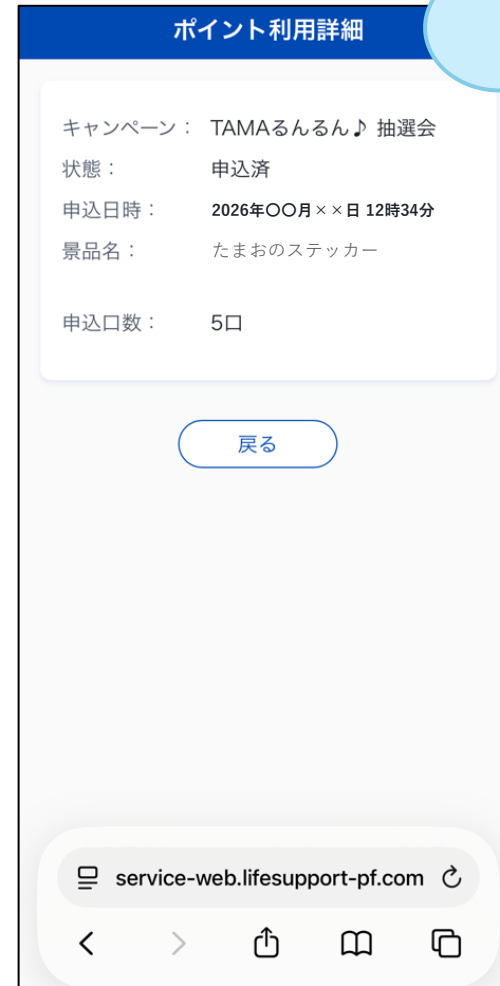 ポイント利用詳細
キャンペーン： TAMAるんるん♪ 抽選会
状態： 申込済
申込日時： 2026年〇〇月××日 12時34分
景品名： たまおのステッカー
申込口数： 5口
戻る
service-web.lifesupport-pf.com